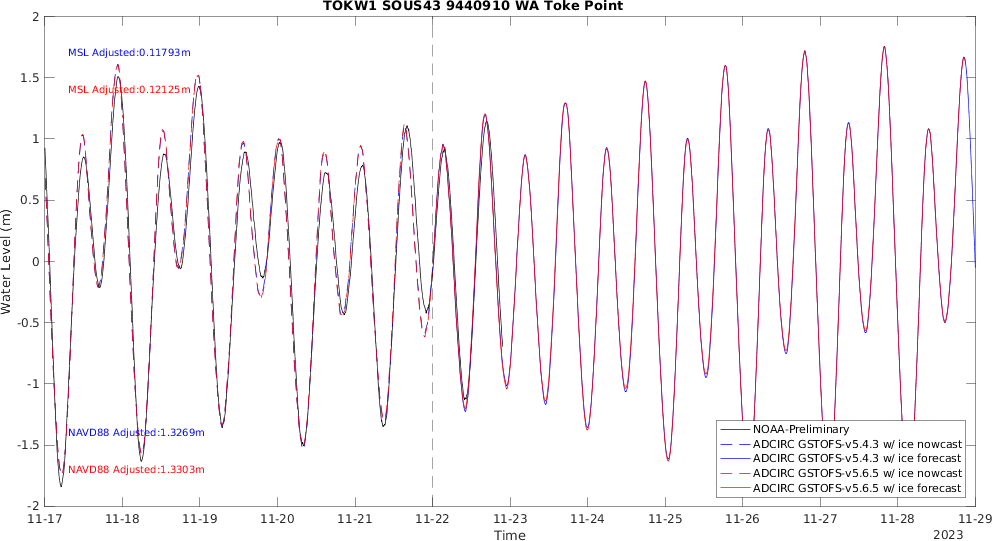 TOKW1 SOUS43 9440910 WA Toke Point
2
1.5
1
0.5
0
-0.5
-1
-1.5
-2
Water Level (m)
MSL Adjusted:0.11793m
MSL Adjusted:0.12125m
NAVD88 Adjusted:1.3269m
NAVD88 Adjusted:1.3303m
NOAA-Preliminary
ADCIRC GSTOFS-v5.4.3 w/ ice nowcast
ADCIRC GSTOFS-v5.4.3 w/ ice forecast
ADCIRC GSTOFS-v5.6.5 w/ ice nowcast
ADCIRC GSTOFS-v5.6.5 w/ ice forecast
11-17 11-18 11-19 11-20 11-21 11-22 11-23 11-24 11-25 11-26 11-27 11-28 11-29
Time
2023